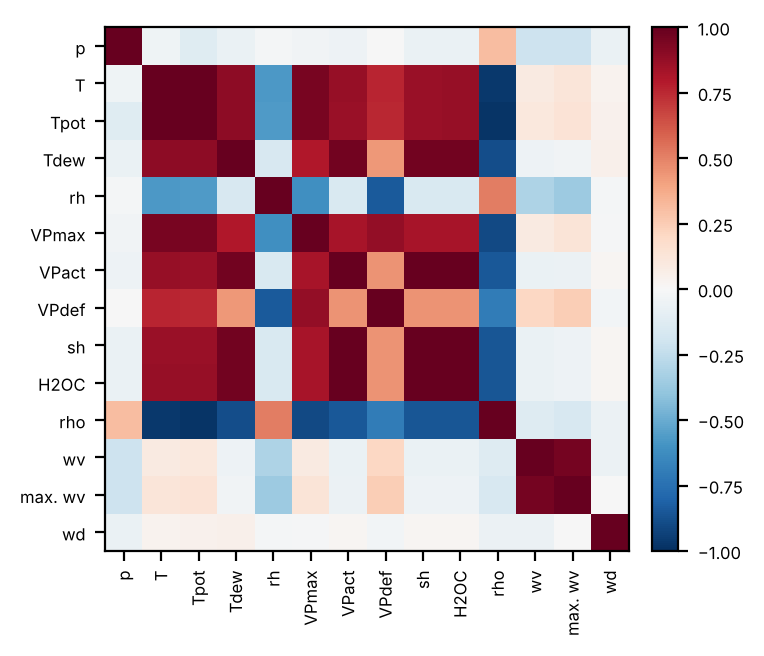 p
T
Tpot
Tdew
rh
VPmax
VPact
VPdef
sh
H2OC
rho
wv
max. wv
wd
p
T
Tpot
Tdew
rh
VPmax
VPact
VPdef
sh
H2OC
rho
wv
max. wv
wd
1.00
0.75
0.50
0.25
0.00
−0.25
−0.50
−0.75
−1.00